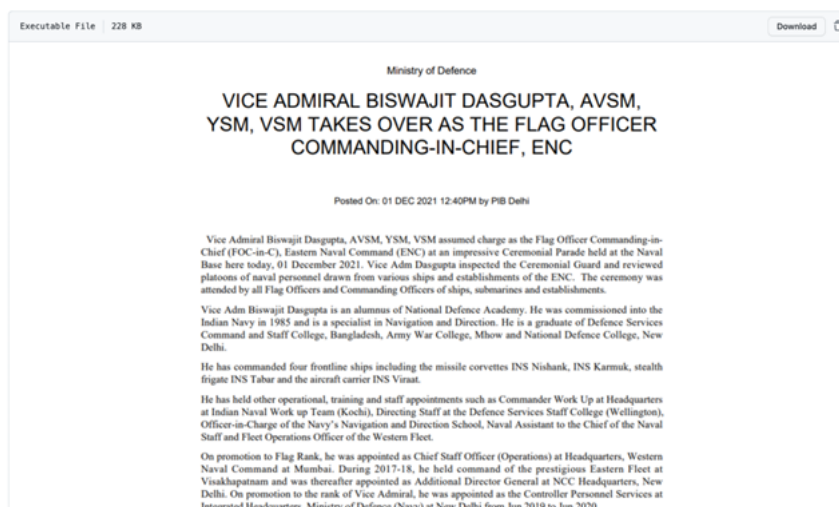 Executable File 228 KB Download
Ministry of Defence
VICE ADMIRAL BISWAJIT DASGUPTA, AVSM,
YSM, VSM TAKES OVER AS THE FLAG OFFICER
COMMANDING-IN-CHIEF, ENC
Posted On: 01 DEC 2021 12:40PM by PIB Delhi
Vice Admiral Biswajit Dasgupta, AVSM, YSM, VSM assumed charge as the Flag Officer Commanding-in-
Chief (FOC-in-C), Eastern Naval Command (ENC) at an impressive Ceremonial Parade held at the Naval
Base here today, 01 December 2021. Vice Adm Dasgupta inspected the Ceremonial Guard and reviewed
platoons of naval personnel drawn from various ships and establishments of the ENC. The ceremony was
attended by all Flag Officers and Commanding Officers of ships, submarines and establishments.
Vice Adm Biswajit Dasgupta is an alumnus of National Defence Academy. He was commissioned into the
Indian Navy in 1985 and is a specialist in Navigation and Direction. He is a graduate of Defence Services
Command and Staff College, Bangladesh, Army War College, Mhow and National Defence College, New
Delhi.
He has commanded four frontline ships including the missile corvettes INS Nishank, INS Karmuk, stealth
frigate INS Tabar and the aircraft carrier INS Viraat.
He has held other operational, training and staff appointments such as Commander Work Up at Headquarters
at Indian Naval Work up Team (Kochi), Directing Staff at the Defence Services Staff College (Wellington),
Officer-in-Charge of the Navy's Navigation and Direction School, Naval Assistant to the Chief of the Naval
Staff and Fleet Operations Officer of the Western Fleet.
On promotion to Flag Rank, he was appointed as Chief Staff Officer (Operations) at Headquarters, Western
Naval Command at Mumbai. During 2017-18, he held command of the prestigious Eastern Fleet at
Visakhapatnam and was thereafter appointed as Additional Director General at NCC Headquarters, New
Delhi. On promotion to the rank of Vice Admiral, he was appointed as the Controller Personnel Services at
Integrated Headquarters, Ministry of Defence (Navy) at New Delhi from Jun 2019 to Jun 2020.